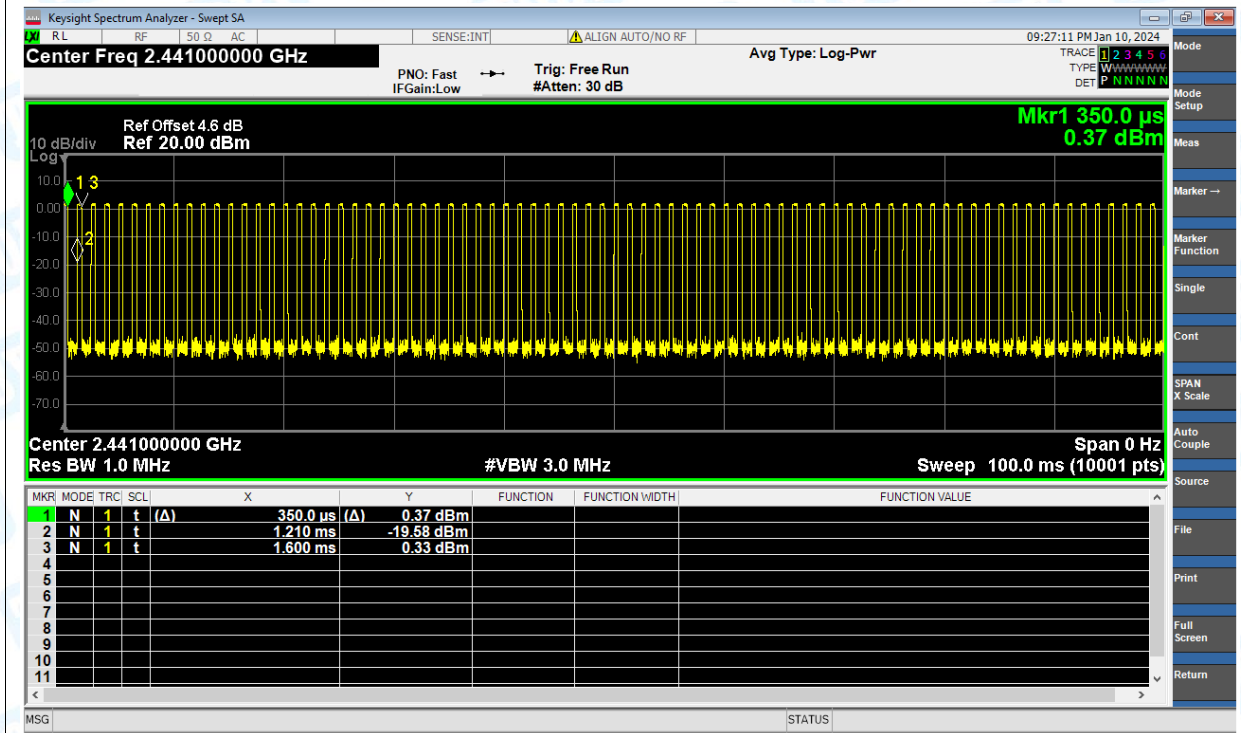 Keysight Spectrum Analyzer - Swept SA
LXI RL RF 50 Ω AC SENSE:INT ALIGN AUTO/NO RF 09:27:11 PM Jan 10, 2024
Center Freq 2.441000000 GHz
Avg Type: Log-Pwr
TRACE 1 2 3 4 5 6
TYPE WWWWWW
DET P N N N N N
PNO: Fast
IFGain:Low
Trig: Free Run
#Atten: 30 dB
Mkr1 350.0 µs
0.37 dBm
Ref Offset 4.6 dB
10 dB/div Ref 20.00 dBm
Log
10.0
0.00
-10.0
-20.0
-30.0
-40.0
-50.0
-60.0
-70.0
1 3
2
Center 2.441000000 GHz Span 0 Hz
Res BW 1.0 MHz #VBW 3.0 MHz Sweep 100.0 ms (10001 pts)
MKR MODE TRC SCL X Y FUNCTION FUNCTION WIDTH FUNCTION VALUE
1 N 1 t (Δ) 350.0 µs (Δ) 0.37 dBm
2 N 1 t 1.210 ms -19.58 dBm
3 N 1 t 1.600 ms 0.33 dBm
4
5
6
7
8
9
10
11
MSG STATUS
Mode
Mode
Setup
Meas
Marker →
Marker
Function
Single
Cont
SPAN
X Scale
Auto
Couple
Source
File
Print
Full
Screen
Return